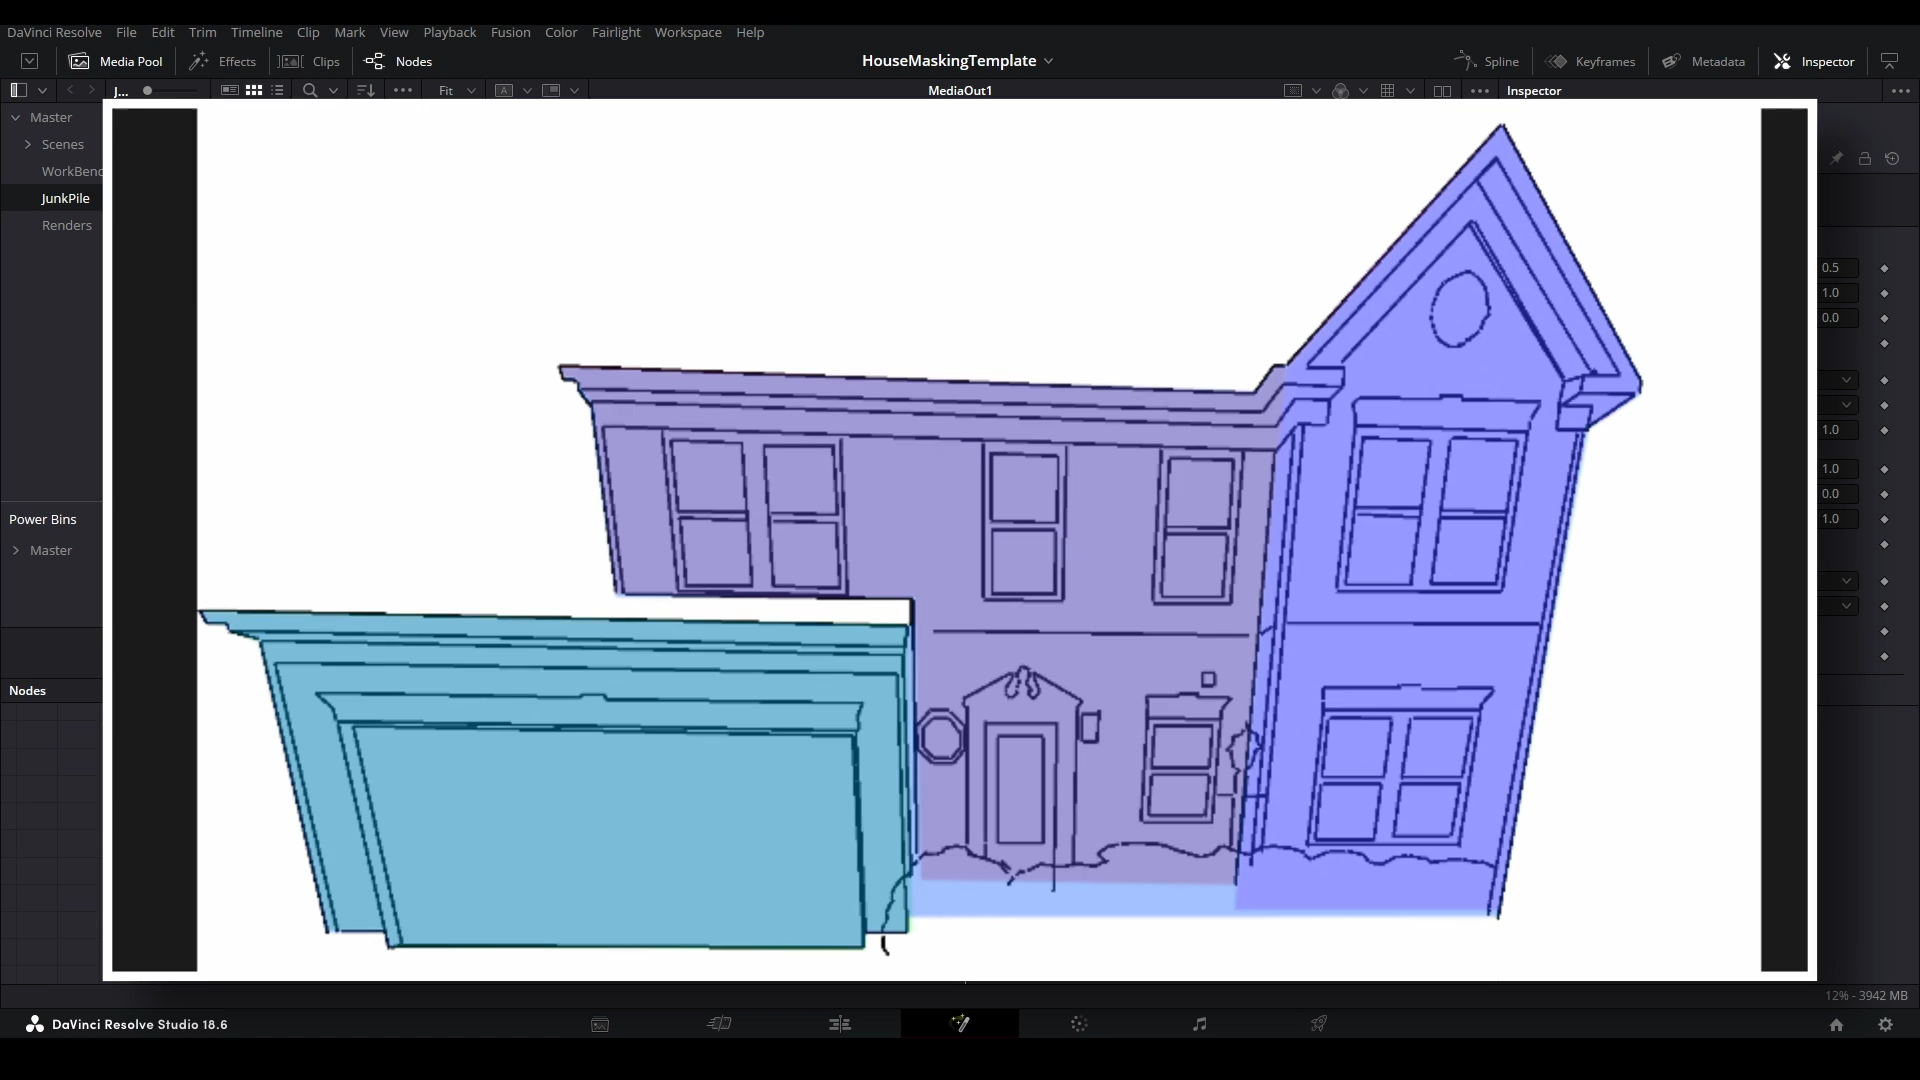 DaVinci Resolve File Edit Trim Timeline Clip Mark View Playback Fusion Color Fairlight Workspace Help
Media Pool Effects Clips Nodes HouseMaskingTemplate Spline Keyframes Metadata Inspector
J... Fit A MediaOut1 Inspector
Master
Scenes
WorkBenc
JunkPile
Renders
0.5
1.0
0.0
1.0
1.0
0.0
1.0
Power Bins
Master
Nodes
12% - 3942 MB
DaVinci Resolve Studio 18.6